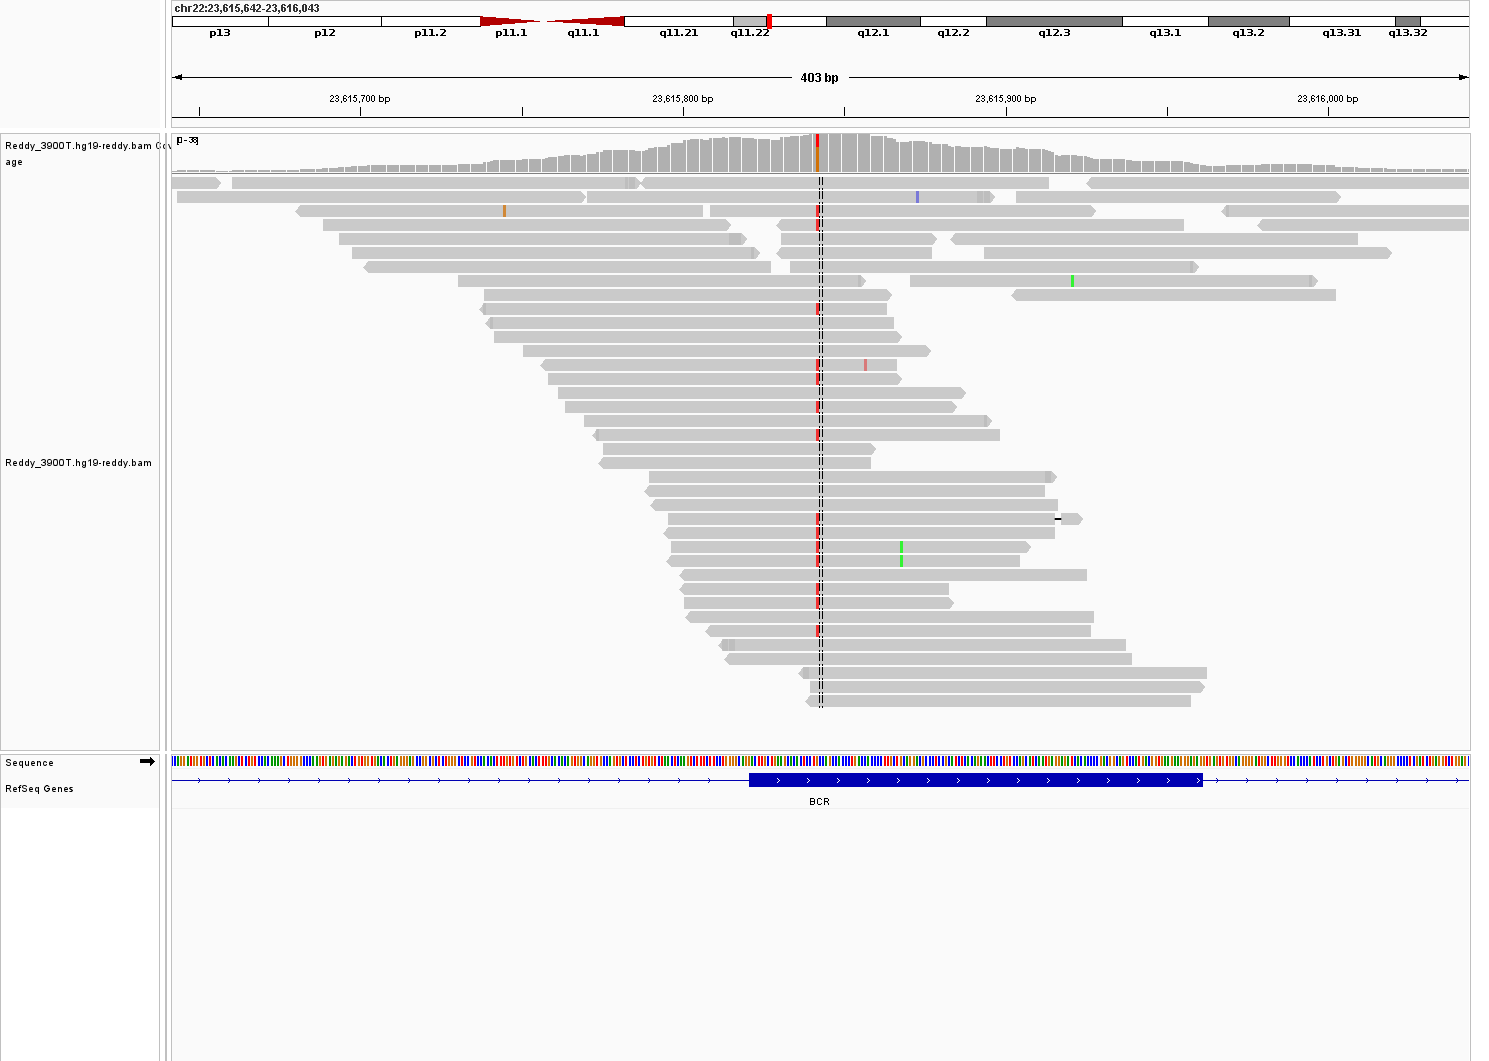 chr22:23,615,642-23,616,043
p13 p12 p11.2 p11.1 q11.1 q11.21 q11.22 q12.1 q12.2 q12.3 q13.1 q13.2 q13.31 q13.32
403 bp
23,615,700 bp 23,615,800 bp 23,615,900 bp 23,616,000 bp
[0-38]
Reddy_3900T.hg19-reddy.bam Cov
age
Reddy_3900T.hg19-reddy.bam
Sequence
RefSeq Genes
BCR